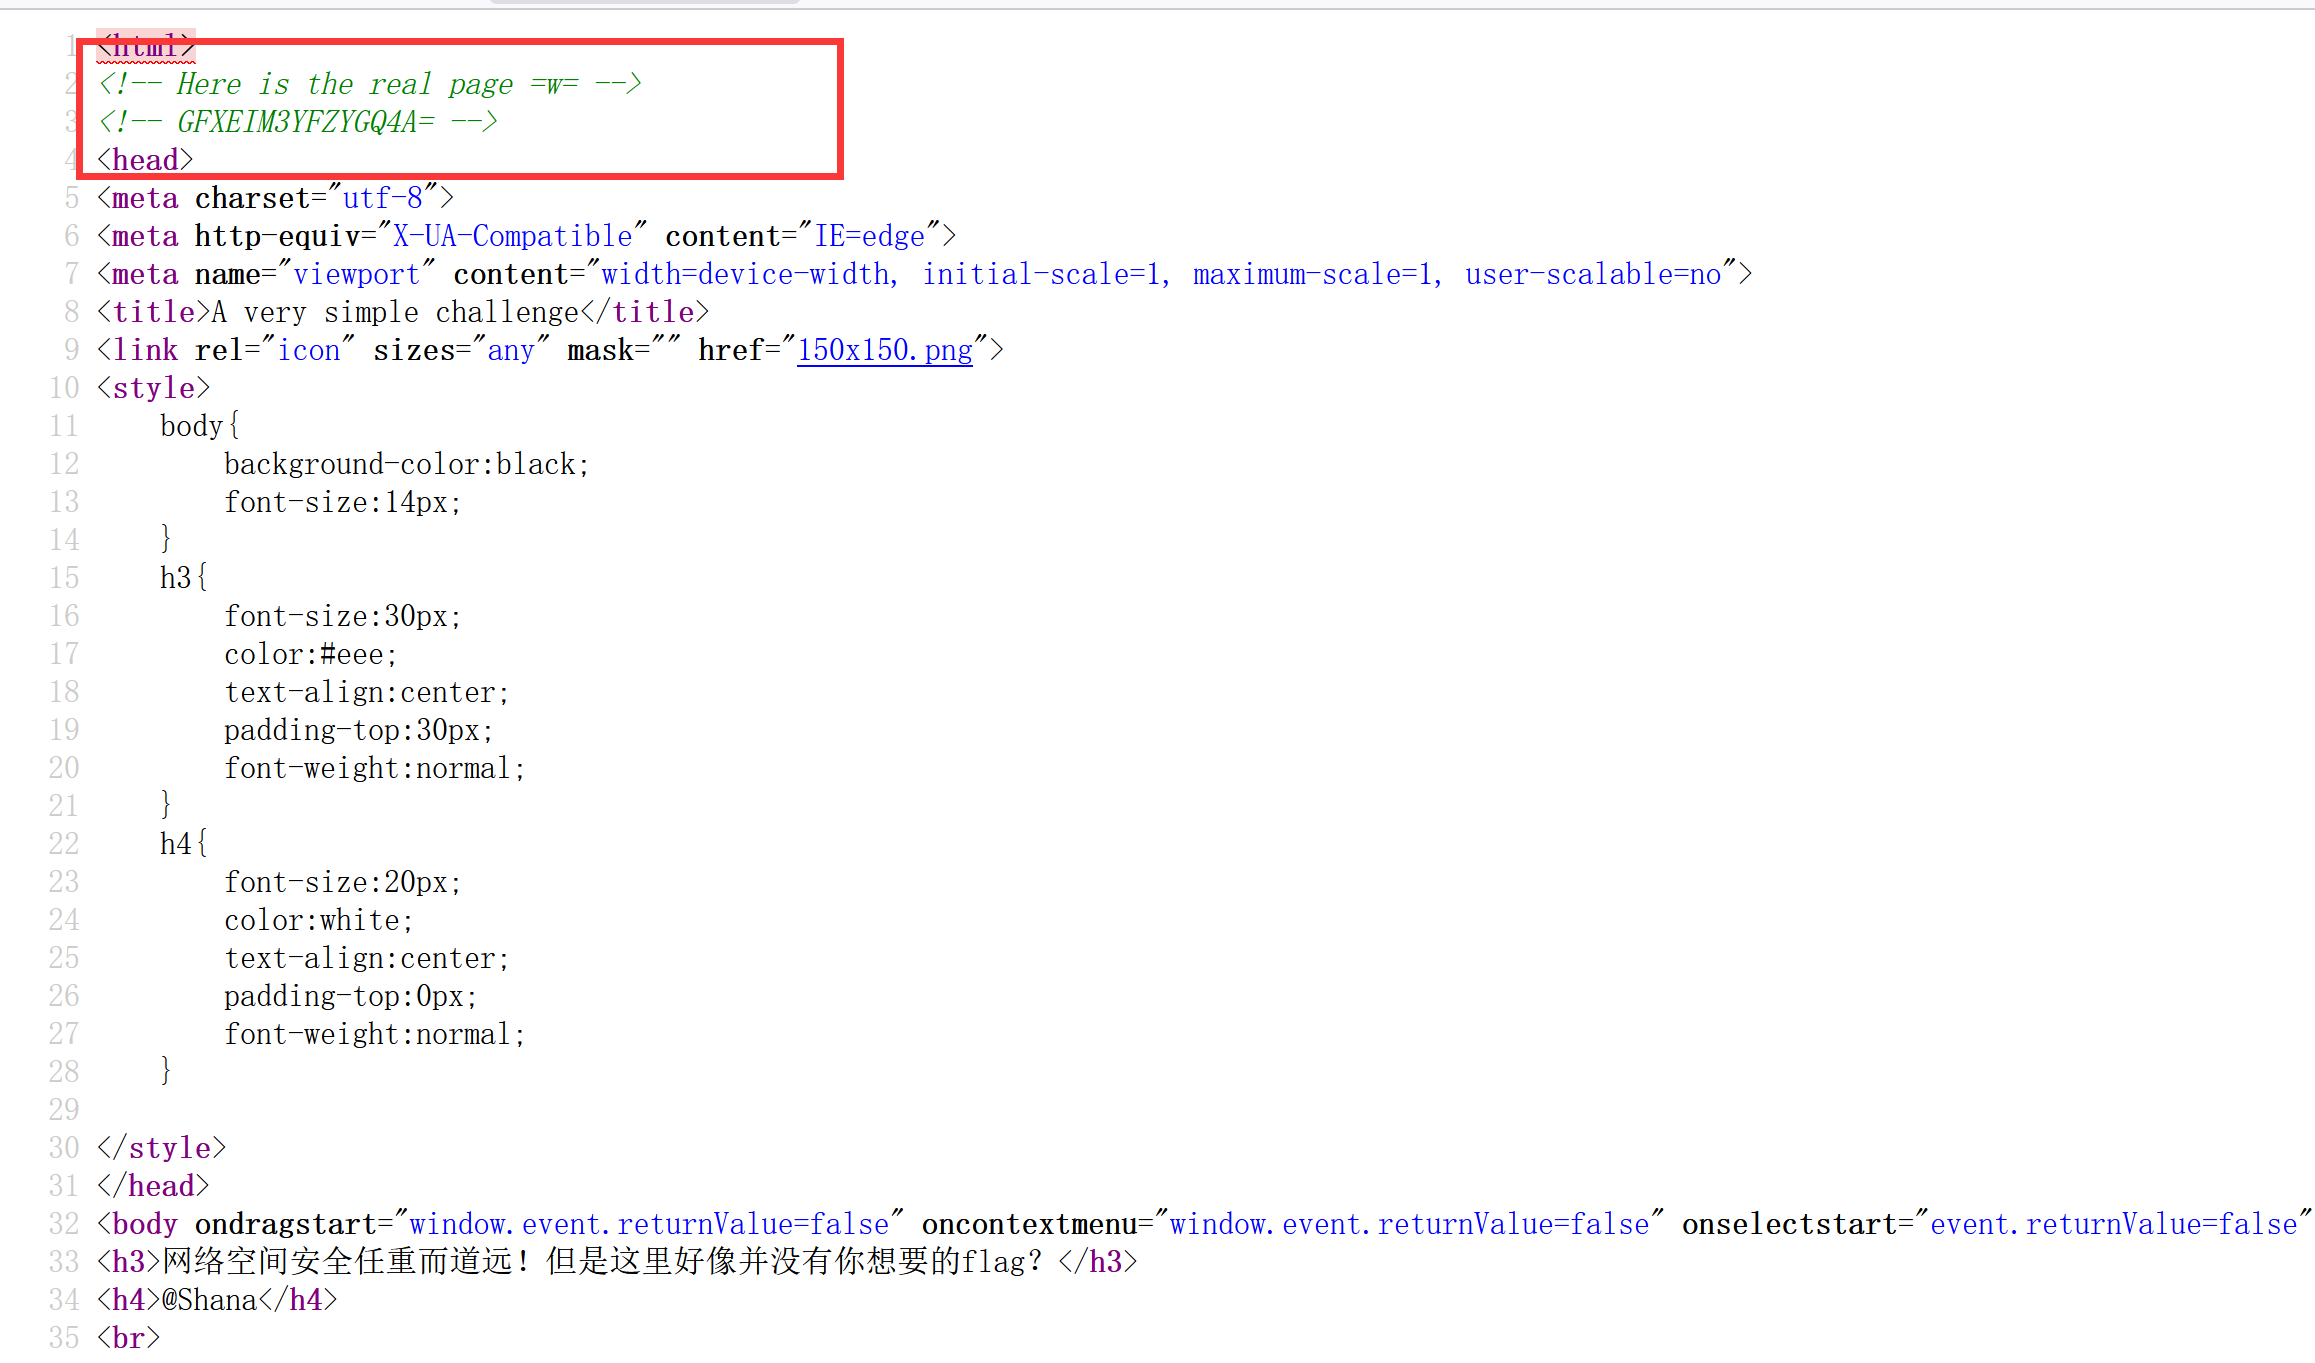 1 <html>
2 <!-- Here is the real page =w= -->
3 <!-- GFXEIM3YFZYGQ4A= -->
4 <head>
5 <meta charset="utf-8">
6 <meta http-equiv="X-UA-Compatible" content="IE=edge">
7 <meta name="viewport" content="width=device-width, initial-scale=1, maximum-scale=1, user-scalable=no">
8 <title>A very simple challenge</title>
9 <link rel="icon" sizes="any" mask="" href="150x150.png">
10 <style>
11     body{
12         background-color:black;
13         font-size:14px;
14     }
15     h3{
16         font-size:30px;
17         color:#eee;
18         text-align:center;
19         padding-top:30px;
20         font-weight:normal;
21     }
22     h4{
23         font-size:20px;
24         color:white;
25         text-align:center;
26         padding-top:0px;
27         font-weight:normal;
28     }
29
30 </style>
31 </head>
32 <body ondragstart="window.event.returnValue=false" oncontextmenu="window.event.returnValue=false" onselectstart="event.returnValue=false"
33 <h3>网络空间安全任重而道远！但是这里好像并没有你想要的flag？</h3>
34 <h4>@Shana</h4>
35 <br>